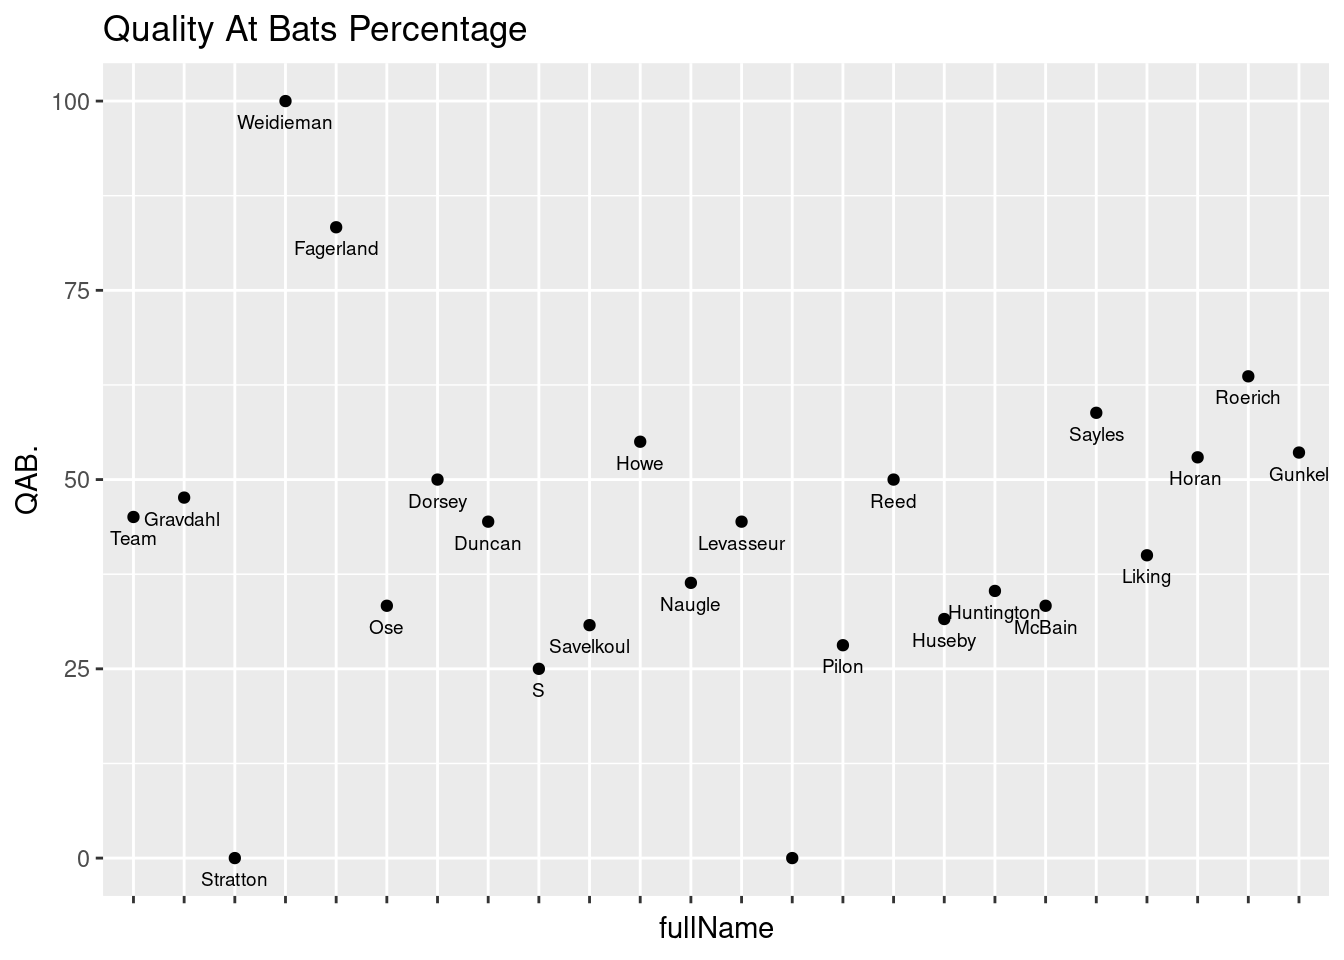 Quality At Bats Percentage
100
Weidieman
Fagerland
75
Roerich
Sayles
Howe
Horan
Gunkel
50
Dorsey
Reed
Gravdahl
Team
Duncan
Levasseur
Liking
Naugle
Huntington
Ose
McBain
Huseby
Savelkoul
Pilon
25
S
0
Stratton
QAB.
fullName